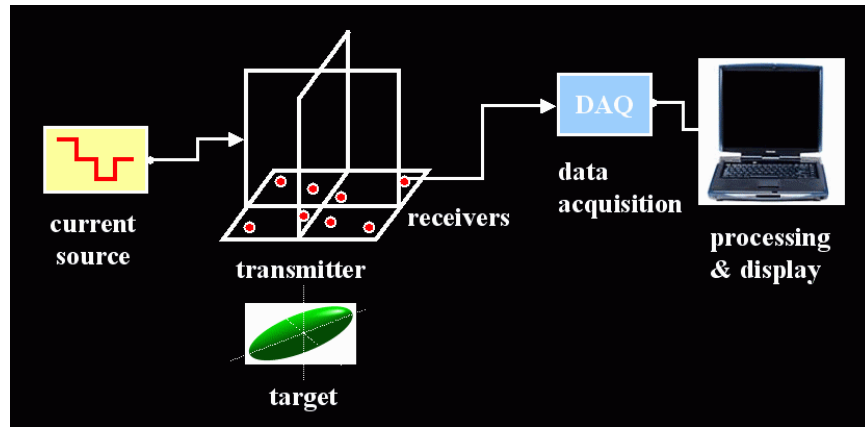 current
source
transmitter
target
receivers
DAQ
data
acquisition
processing
& display